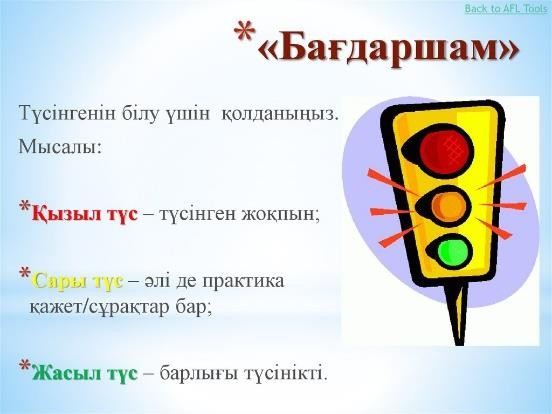 Back to AFL Tools
*«Бағдаршам»
Түсінгенін білу үшін қолданыңыз.
Мысалы:
*Қызыл түс – түсінген жоқпын;
*Сары түс – әлі де практика
қажет/сұрақтар бар;
*Жасыл түс – барлығы түсінікті.